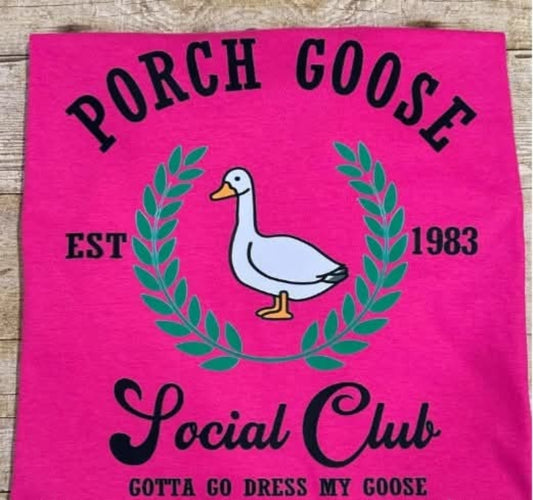 PORCH GOOSE
EST 1983
Social Club
GOTTA GO DRESS MY GOOSE